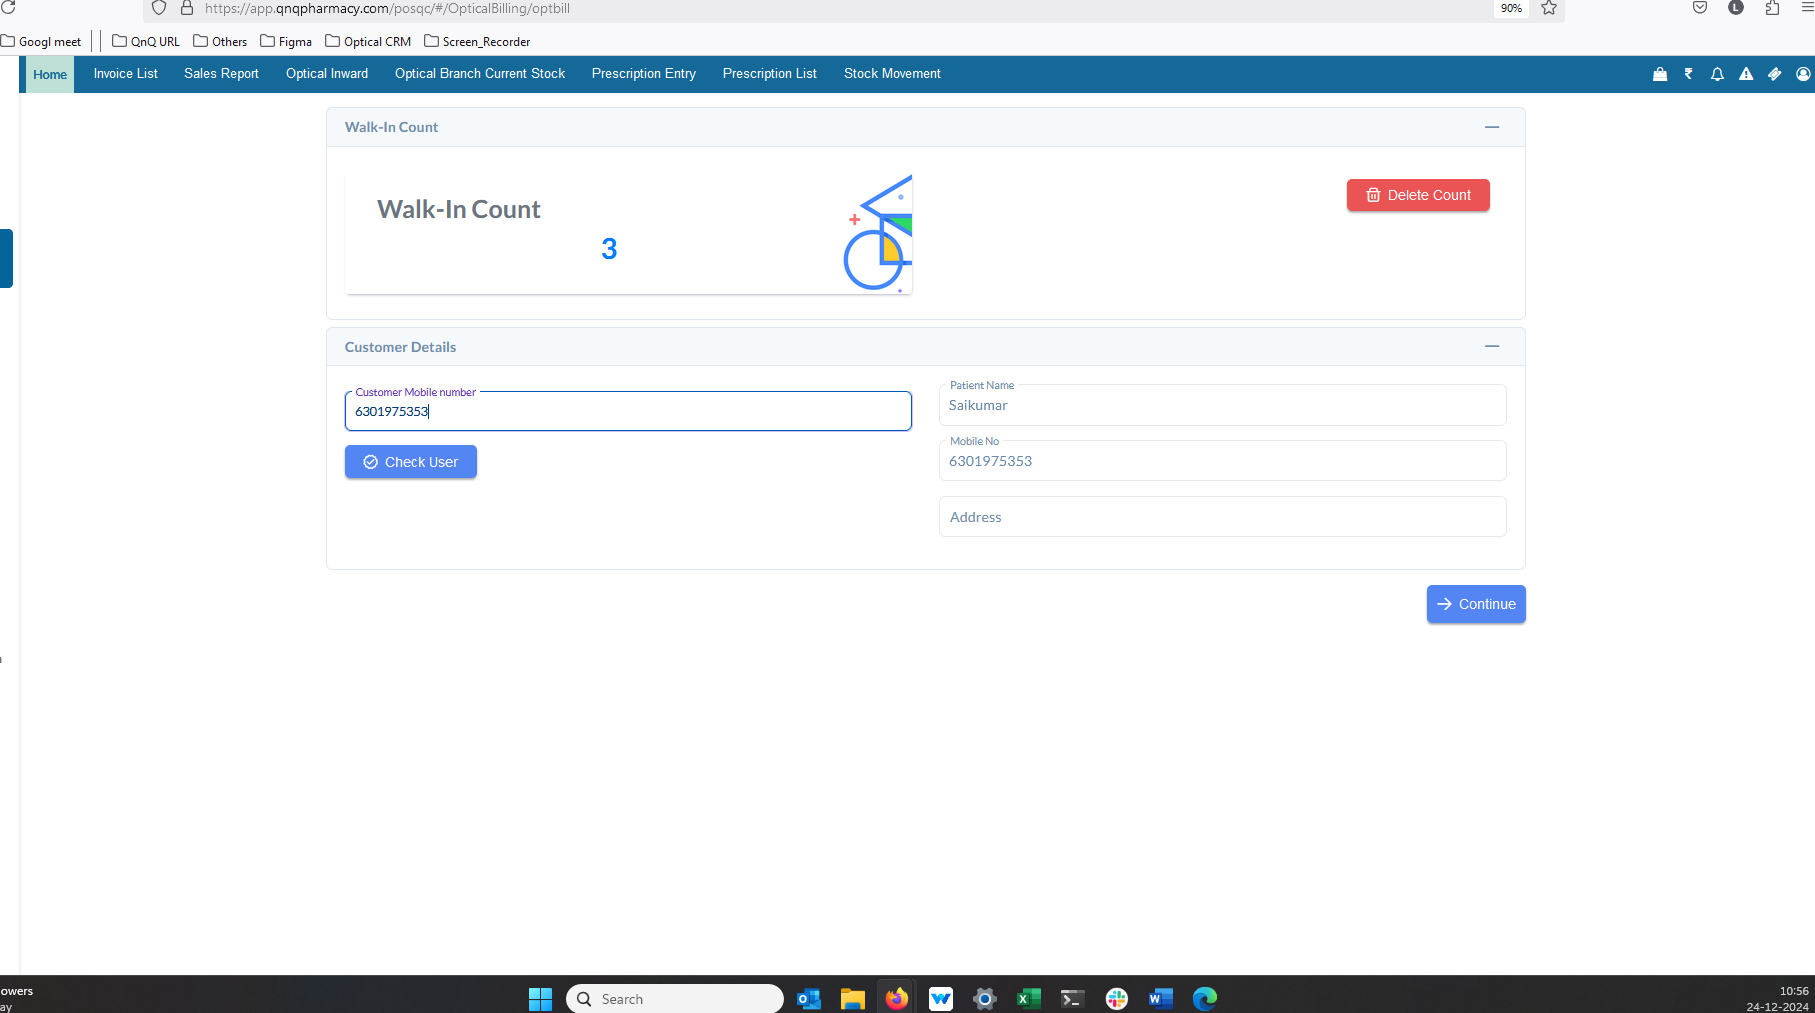 https://app.qnqpharmacy.com/posqc/#/OpticalBilling/optbill 90%
Googl meet QnQ URL Others Figma Optical CRM Screen_Recorder
Home Invoice List Sales Report Optical Inward Optical Branch Current Stock Prescription Entry Prescription List Stock Movement
Walk-In Count
Walk-In Count
3
Delete Count
Customer Details
Customer Mobile number
6301975353
Check User
Patient Name
Saikumar
Mobile No
6301975353
Address
Continue
owers
ay
Search
10:56
24-12-2024